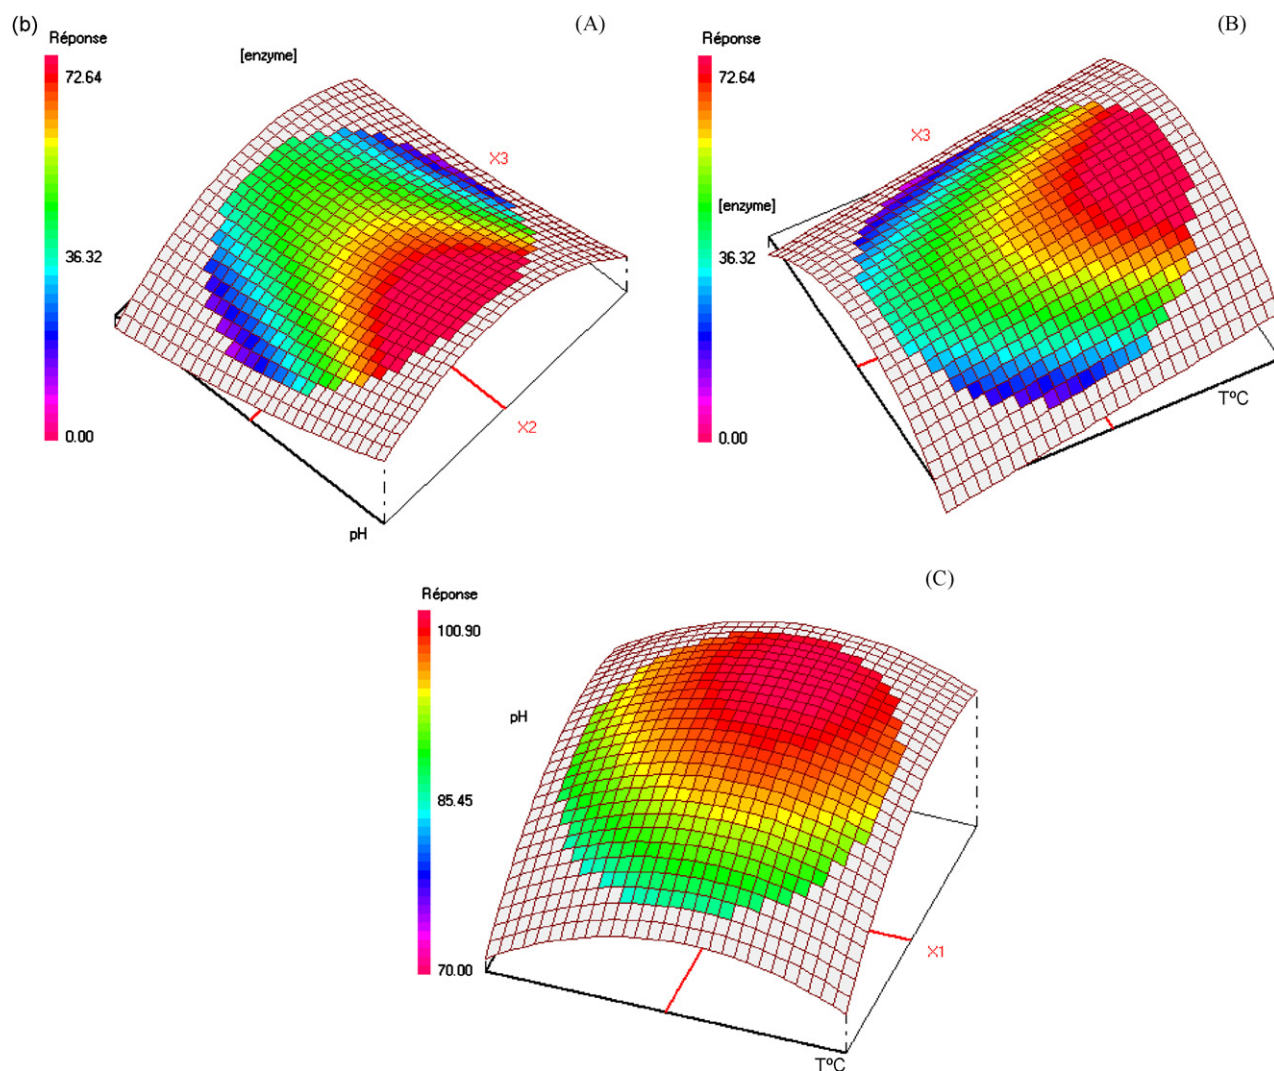 (b)
(A)
Réponse
72.64
36.32
0.00
[enzyme]
X3
X2
pH
(B)
Réponse
72.64
36.32
0.00
X3
[enzyme]
TºC
(C)
Réponse
100.90
85.45
70.00
pH
X1
TºC